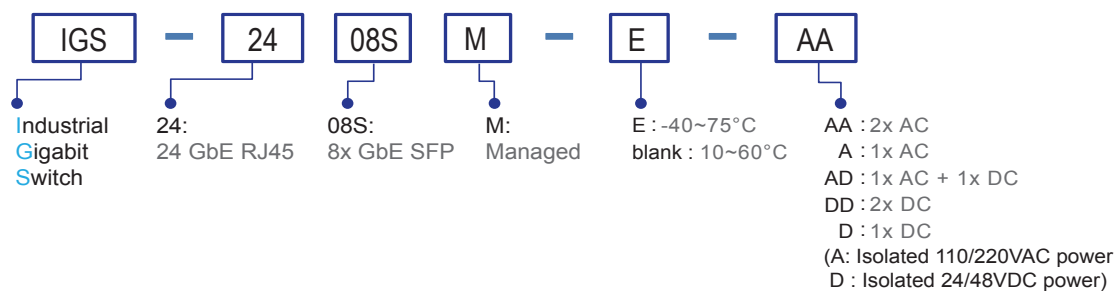 IGS – 24 08S M – E – AA
Industrial
Gigabit
Switch
24:
24 GbE RJ45
08S:
8x GbE SFP
M:
Managed
E : -40~75°C
blank : 10~60°C
AA : 2x AC
A : 1x AC
AD : 1x AC + 1x DC
DD : 2x DC
D : 1x DC
(A: Isolated 110/220VAC power
D : Isolated 24/48VDC power)